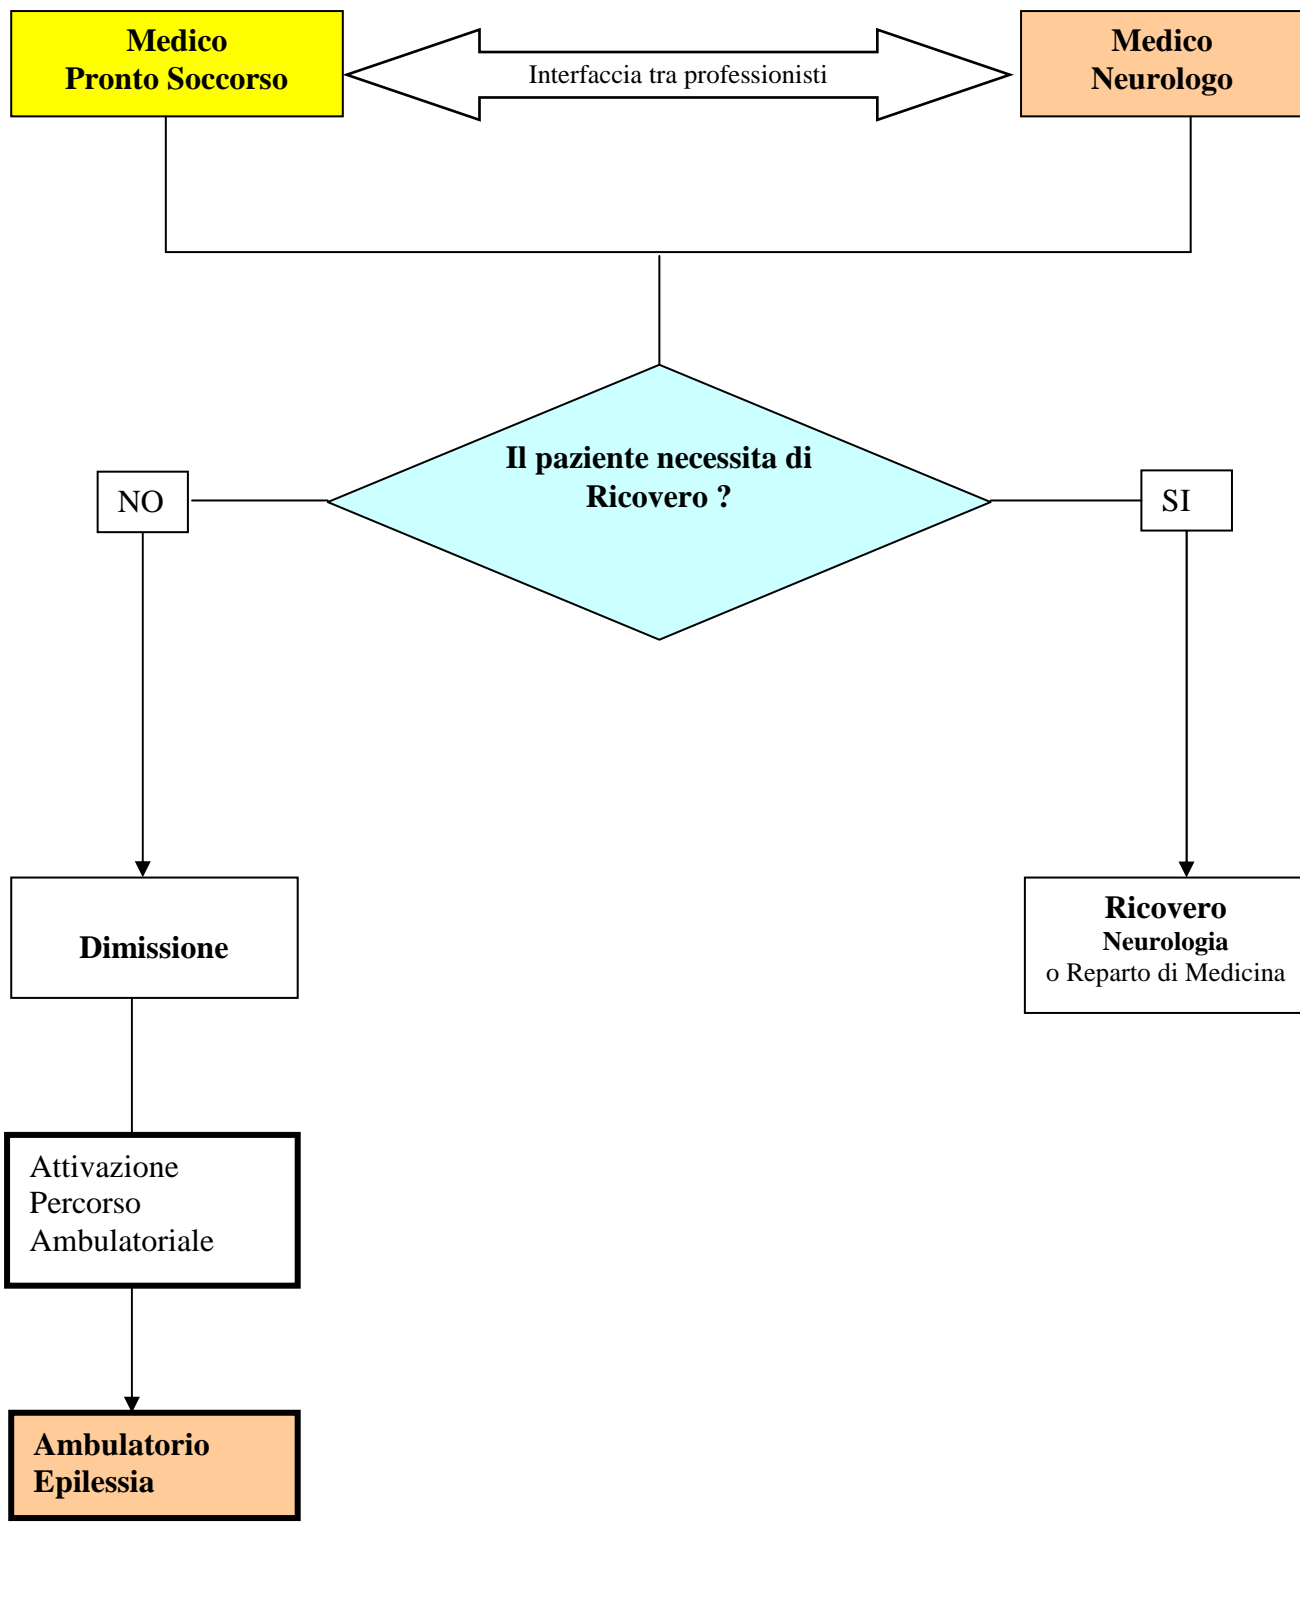 Medico
Pronto Soccorso
Interfaccia tra professionisti
Medico
Neurologo
Il paziente necessita di
Ricovero ?
NO
SI
Dimissione
Ricovero
Neurologia
o Reparto di Medicina
Attivazione
Percorso
Ambulatoriale
Ambulatorio
Epilessia